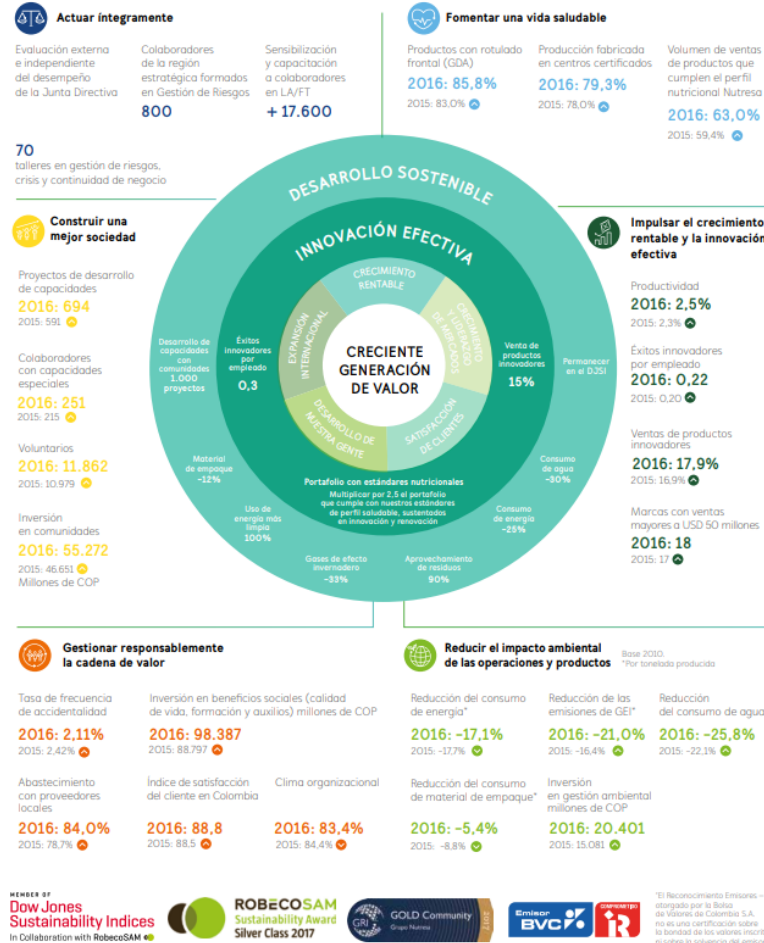 Actuar íntegramente
Evaluación externa
e independiente
del desempeño
de la Junta Directiva
Colaboradores
de la región
estratégica formados
en Gestión de Riesgos
800
Sensibilización
y capacitación
a colaboradores
en LA/FT
+ 17.600
70
talleres en gestión de riesgos,
crisis y continuidad de negocio
Fomentar una vida saludable
Productos con rotulado
frontal (GDA)
2016: 85,8%
2015: 83,0%
Producción fabricada
en centros certificados
2016: 79,3%
2015: 78,0%
Volumen de ventas
de productos que
cumplen el perfil
nutricional Nutresa
2016: 63,0%
2015: 59,4%
Construir una
mejor sociedad
Proyectos de desarrollo
de capacidades
2016: 694
2015: 591
Colaboradores
con capacidades
especiales
2016: 251
2015: 215
Voluntarios
2016: 11.862
2015: 10.979
Inversión
en comunidades
2016: 55.272
2015: 46.651
Millones de COP
DESARROLLO SOSTENIBLE
INNOVACIÓN EFECTIVA
CRECIMIENTO
RENTABLE
CRECIMIENTO
Y LIDERAZGO
DE MERCADOS
SATISFACCIÓN
DE CLIENTES
DESARROLLO DE
NUESTRA GENTE
EXPANSIÓN
INTERNACIONAL
CRECIENTE
GENERACIÓN
DE VALOR
Desarrollo de
capacidades
con
comunidades
1.000
proyectos
Éxitos
innovadores
por
empleado
0,3
Venta de
productos
innovadores
15%
Permanecer
en el DJSI
Material
de empaque
-12%
Uso de
energía más
limpia
100%
Gases de efecto
invernadero
-33%
Aprovechamiento
de residuos
90%
Consumo
de energía
-25%
Consumo
de agua
-30%
Portafolio con estándares nutricionales
Multiplicar por 2,5 el portafolio
que cumple con nuestros estándares
de perfil saludable, sustentados
en innovación y renovación
Impulsar el crecimiento
rentable y la innovación
efectiva
Productividad
2016: 2,5%
2015: 2,3%
Éxitos innovadores
por empleado
2016: 0,22
2015: 0,20
Ventas de productos
innovadores
2016: 17,9%
2015: 16,9%
Marcas con ventas
mayores a USD 50 millones
2016: 18
2015: 17
Gestionar responsablemente
la cadena de valor
Tasa de frecuencia
de accidentalidad
2016: 2,11%
2015: 2,42%
Inversión en beneficios sociales (calidad
de vida, formación y auxilios) millones de COP
2016: 98.387
2015: 88.797
Abastecimiento
con proveedores
locales
2016: 84,0%
2015: 78,7%
Índice de satisfacción
del cliente en Colombia
2016: 88,8
2015: 88,5
Clima organizacional
2016: 83,4%
2015: 84,4%
Reducir el impacto ambiental
de las operaciones y productos
Base 2010.
*Por tonelada producida
Reducción del consumo
de energía*
2016: -17,1%
2015: -17,7%
Reducción de las
emisiones de GEI*
2016: -21,0%
2015: -16,4%
Reducción
del consumo de agua
2016: -25,8%
2015: -22,1%
Reducción del consumo
de material de empaque*
2016: -5,4%
2015: -8,8%
Inversión
en gestión ambiental
millones de COP
2016: 20.401
2015: 15.081
MEMBER OF
Dow Jones
Sustainability Indices
In Collaboration with RobecoSAM
ROBECOSAM
Sustainability Award
Silver Class 2017
GRI
GOLD Community
Grupo Nutresa
2017
Emisor
BVC
COMPROMETIDO
IR
"El Reconocimiento Emisores –
otorgado por la Bolsa
de Valores de Colombia S.A.
no es una certificación sobre
la bondad de los valores